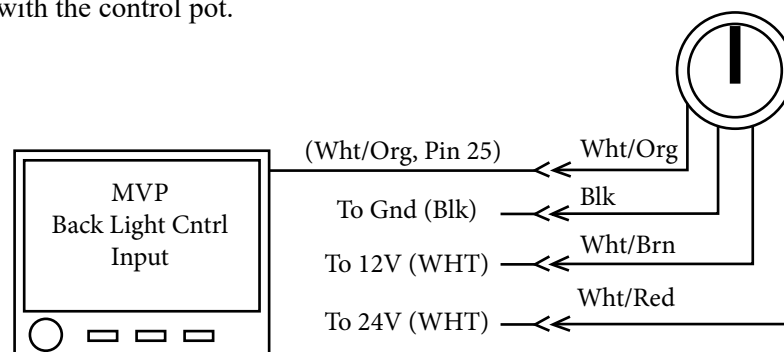 with the control pot.
(Wht/Org, Pin 25)
Wht/Org
MVP
Back Light Cntrl
Input
To Gnd (Blk)
Blk
To 12V (WHT)
Wht/Brn
To 24V (WHT)
Wht/Red